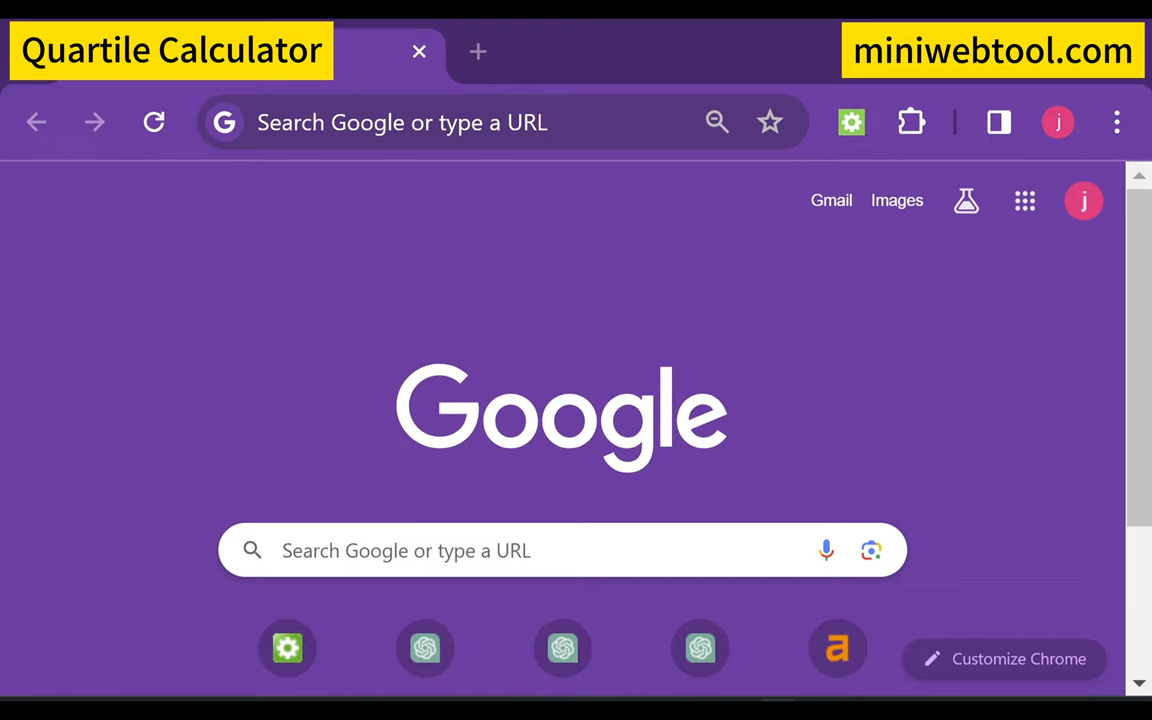 Quartile Calculator
miniwebtool.com
Search Google or type a URL
j
Gmail Images
j
Google
Search Google or type a URL
Customize Chrome